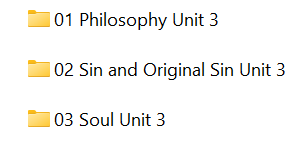 01 Philosophy Unit 3
02 Sin and Original Sin Unit 3
03 Soul Unit 3